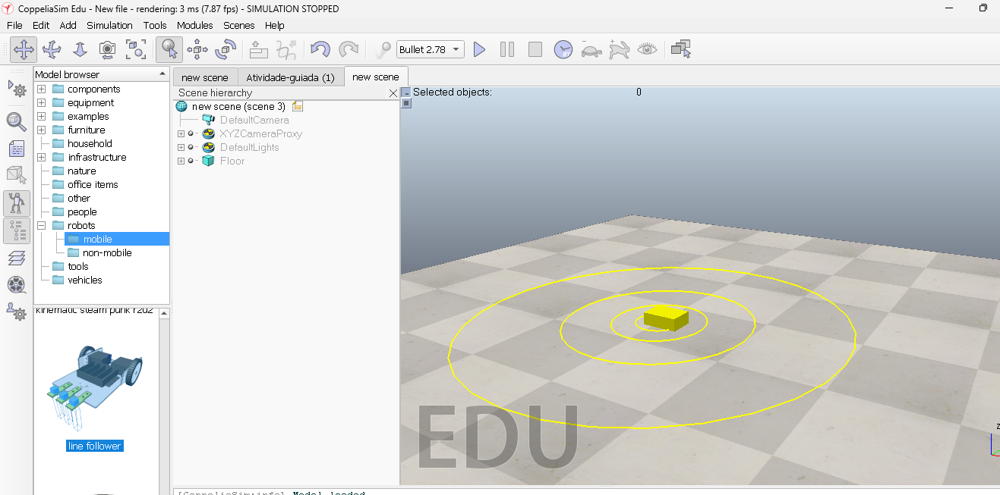 CoppeliaSim Edu - New file - rendering: 3 ms (7.87 fps) - SIMULATION STOPPED
File Edit Add Simulation Tools Modules Scenes Help
Bullet 2.78
Model browser
components
equipment
examples
furniture
household
infrastructure
nature
office items
other
people
robots
mobile
non-mobile
tools
vehicles
kinematic steam punk r2d2
line follower
new scene Atividade-guiada (1) new scene
Scene hierarchy
new scene (scene 3)
DefaultCamera
XYZCameraProxy
DefaultLights
Floor
Selected objects: 0
EDU
z
[CoppeliaSim:info] Model loaded.